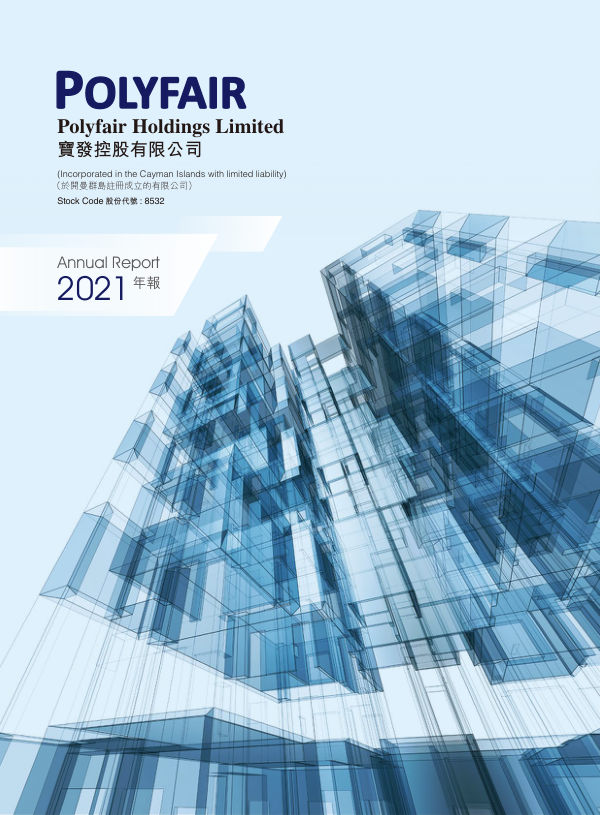 POLYFAIR
Polyfair Holdings Limited
寶發控股有限公司
(Incorporated in the Cayman Islands with limited liability)
(於開曼群島註冊成立的有限公司)
Stock Code 股份代號 : 8532
Annual Report
2021 年報